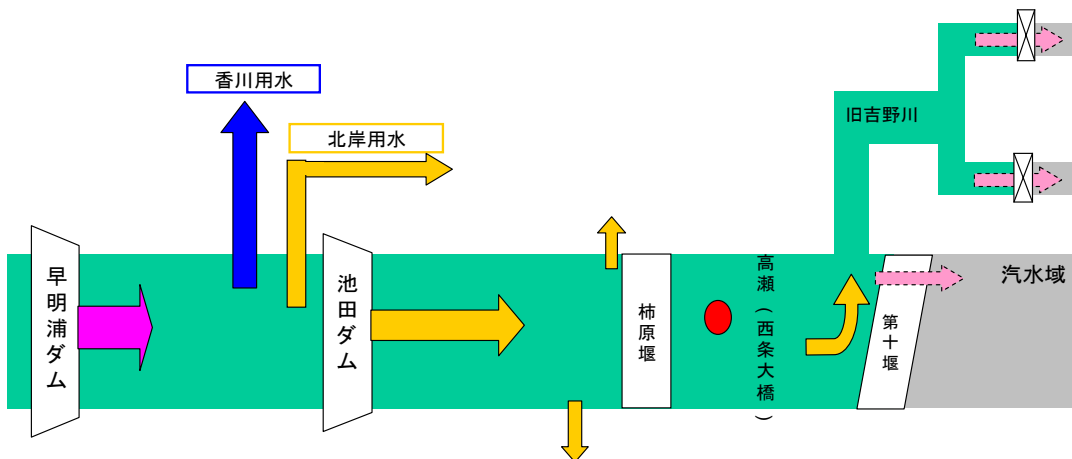 香川用水
北岸用水
旧吉野川
早明浦ダム
池田ダム
柿原堰
高瀬(西条大橋)
第十堰
汽水域